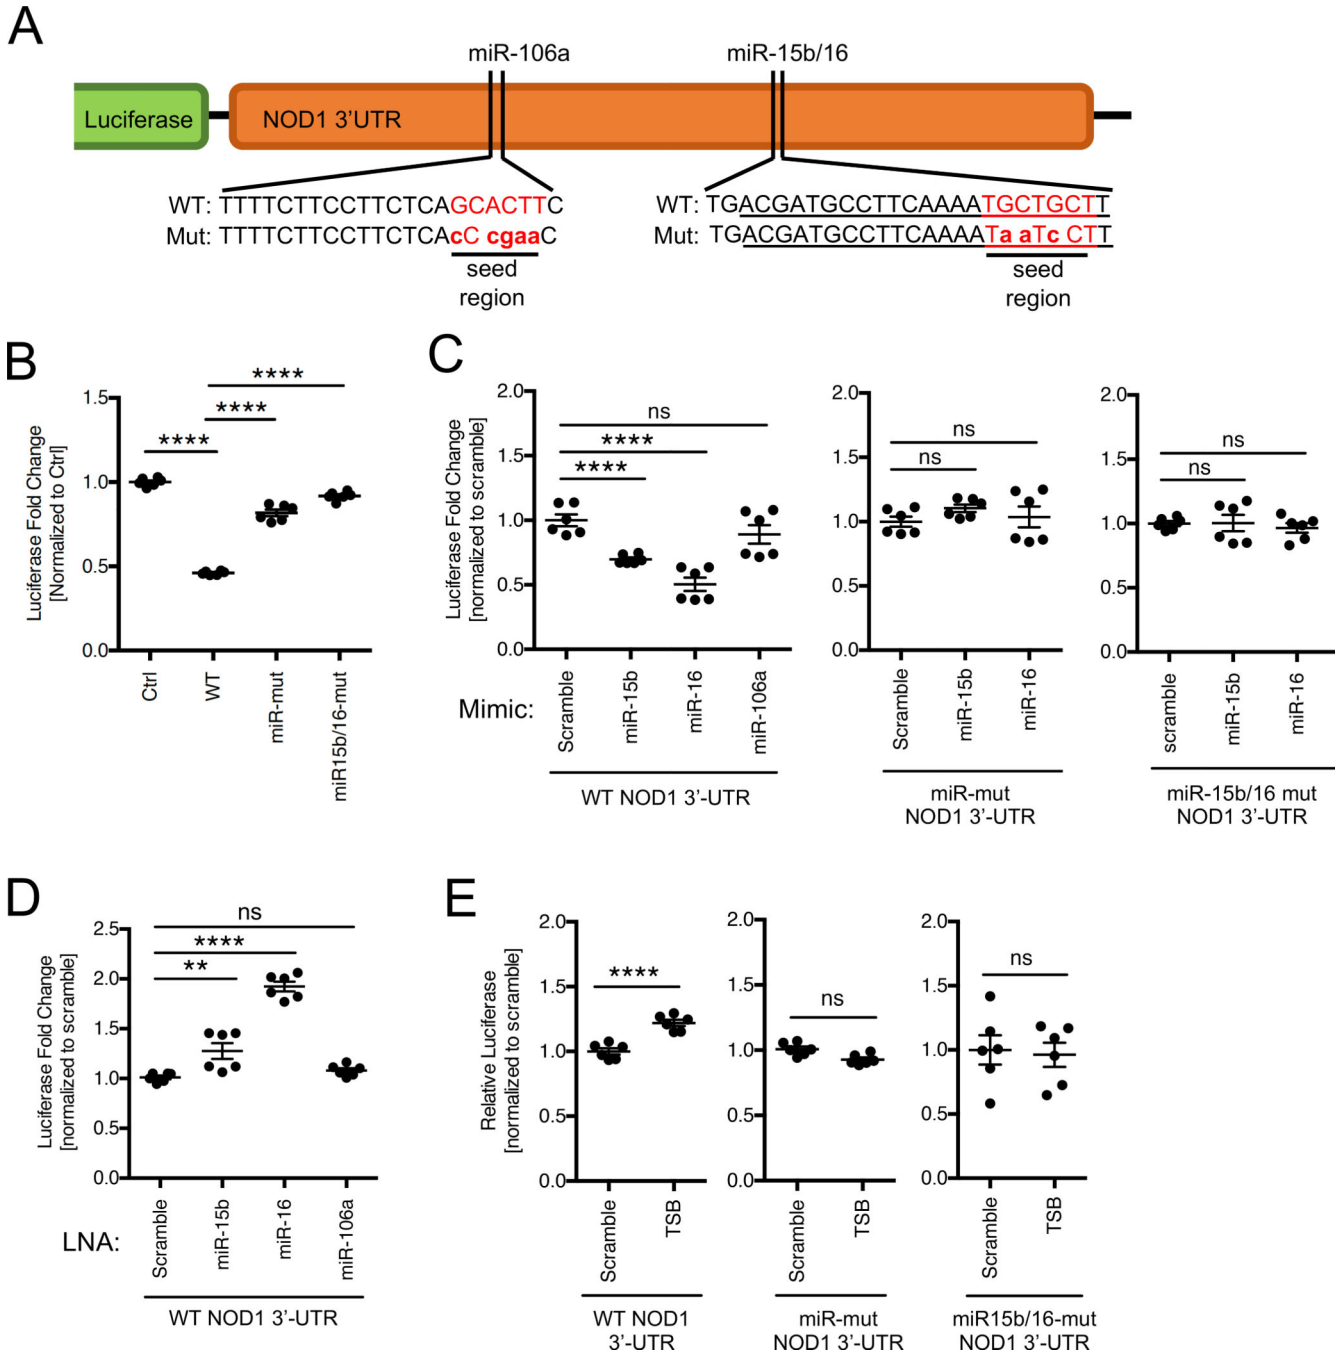 A
miR-106a
miR-15b/16
Luciferase
NOD1 3'UTR
WT: TTTTCTTCCTTCTCAGCACTTC
Mut: TTTTCTTCCTTCTCAcC cgaaC
seed
region
WT: TGACGATGCCTTCAAAATGCTGCTT
Mut: TGACGATGCCTTCAAAATa aTc CTT
seed
region
B
Luciferase Fold Change
[Normalized to Ctrl]
1.5
1.0
0.5
0.0
****
****
****
Ctrl
WT
miR-mut
miR15b/16-mut
C
Luciferase Fold Change
[normalized to scramble]
2.0
1.5
1.0
0.5
0.0
ns
****
****
Mimic:
Scramble
miR-15b
miR-16
miR-106a
WT NOD1 3'-UTR
2.0
1.5
1.0
0.5
0.0
ns
ns
Scramble
miR-15b
miR-16
miR-mut
NOD1 3'-UTR
2.0
1.5
1.0
0.5
0.0
ns
ns
scramble
miR-15b
miR-16
miR-15b/16 mut
NOD1 3'-UTR
D
Luciferase Fold Change
[normalized to scramble]
2.5
2.0
1.5
1.0
0.5
0.0
ns
****
**
LNA:
Scramble
miR-15b
miR-16
miR-106a
WT NOD1 3'-UTR
E
Relative Luciferase
[normalized to scramble]
2.0
1.5
1.0
0.5
0.0
****
Scramble
TSB
WT NOD1
3'-UTR
2.0
1.5
1.0
0.5
0.0
ns
Scramble
TSB
miR-mut
NOD1 3'-UTR
2.0
1.5
1.0
0.5
0.0
ns
Scramble
TSB
miR15b/16-mut
NOD1 3'-UTR